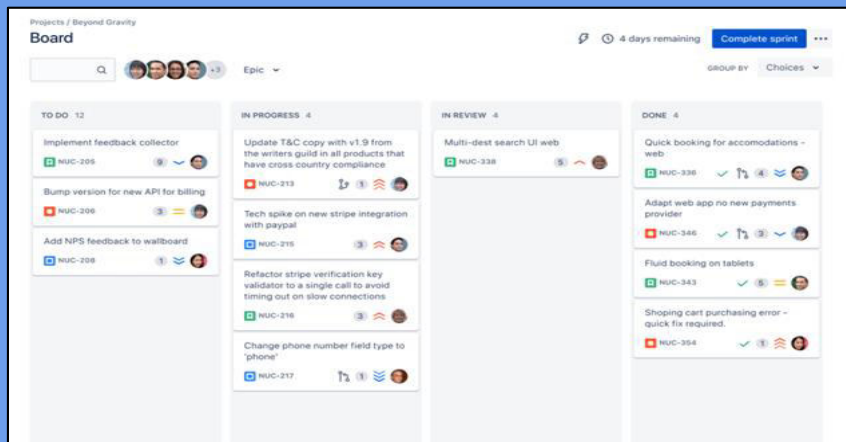 Projects / Beyond Gravity
Board
4 days remaining
Complete sprint
+3
Epic
GROUP BY
Choices
TO DO 12
Implement feedback collector
NUC-205
9
Bump version for new API for billing
NUC-206
3
Add NPS feedback to wallboard
NUC-208
1
IN PROGRESS 4
Update T&C copy with v1.9 from
the writers guild in all products that
have cross country compliance
NUC-213
1
Tech spike on new stripe integration
with paypal
NUC-215
3
Refactor stripe verification key
validator to a single call to avoid
timing out on slow connections
NUC-216
3
Change phone number field type to
'phone'
NUC-217
1
IN REVIEW 4
Multi-dest search UI web
NUC-338
5
DONE 4
Quick booking for accomodations -
web
NUC-336
4
Adapt web app no new payments
provider
NUC-346
3
Fluid booking on tablets
NUC-343
5
Shoping cart purchasing error -
quick fix required.
NUC-354
1